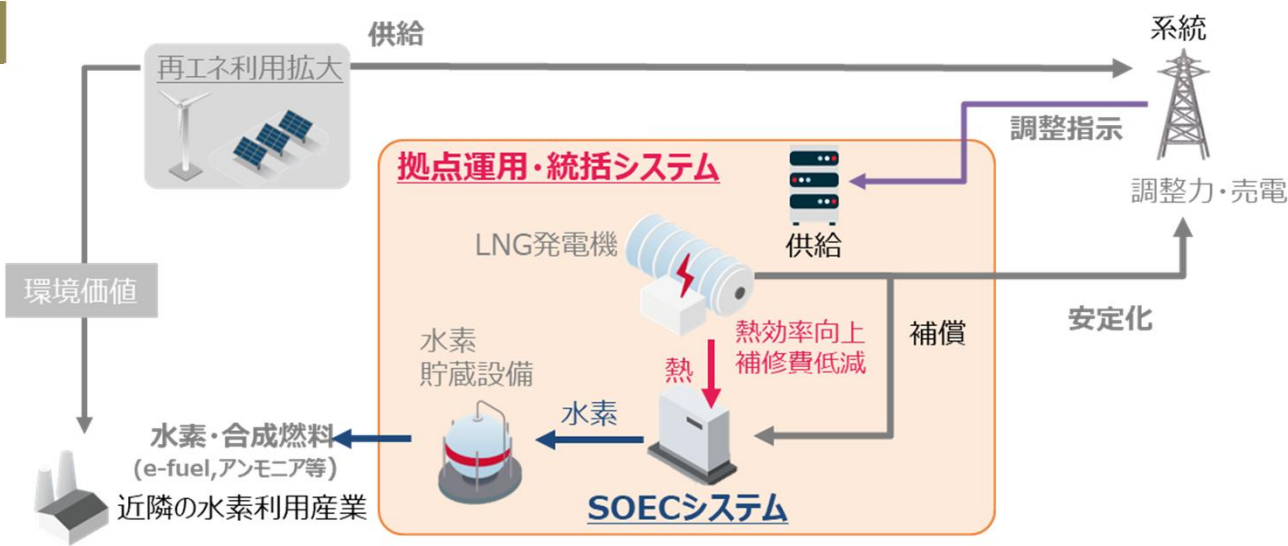 供給
系統
再エネ利用拡大
調整指示
拠点運用・統括システム
調整力・売電
供給
LNG発電機
環境価値
安定化
補償
熱効率向上
補修費低減
熱
水素
貯蔵設備
水素
水素・合成燃料
(e-fuel,アンモニア等)
近隣の水素利用産業
SOECシステム